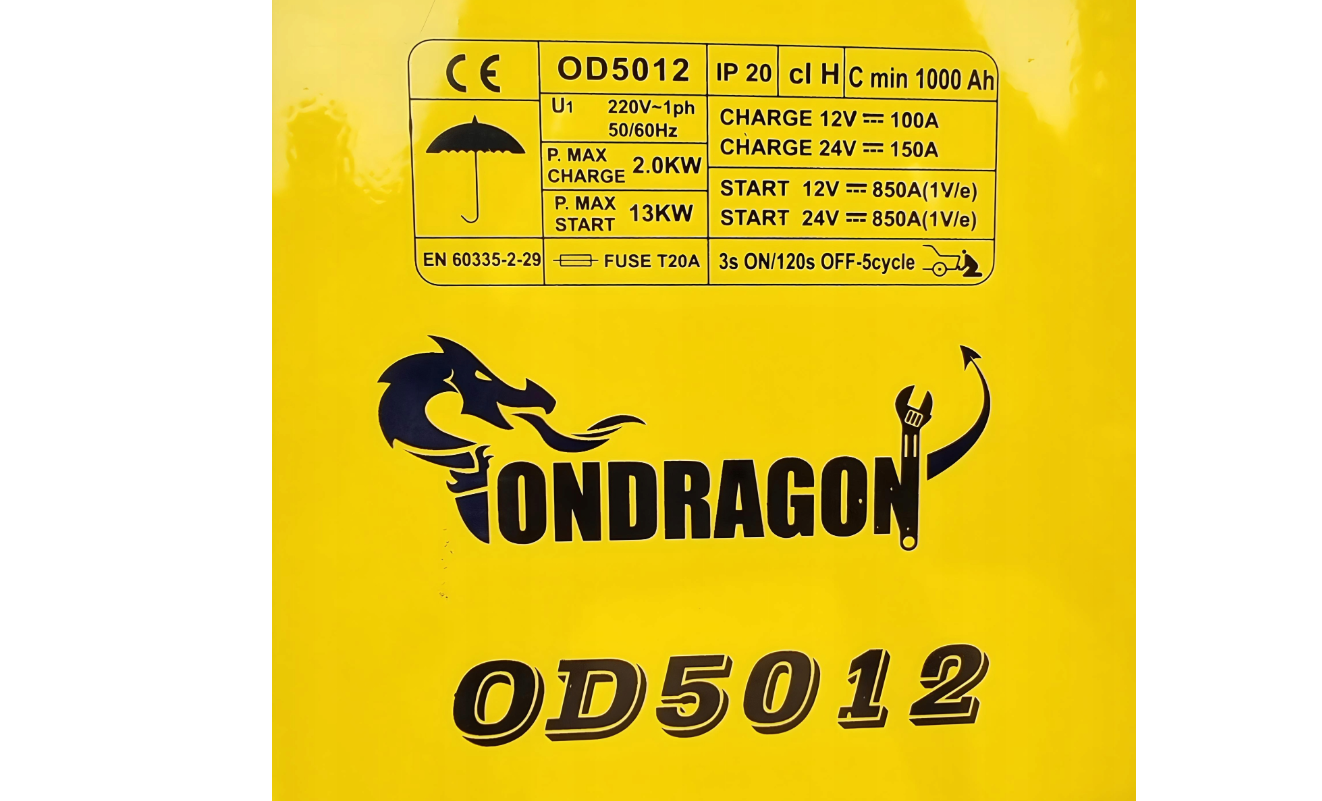 CE
OD5012
IP 20
cl H
C min 1000 Ah
U1 220V~1ph
50/60Hz
CHARGE 12V ⎓ 100A
CHARGE 24V ⎓ 150A
P. MAX
CHARGE 2.0KW
START 12V ⎓ 850A(1V/e)
START 24V ⎓ 850A(1V/e)
P. MAX
START 13KW
EN 60335-2-29
FUSE T20A
3s ON/120s OFF-5cycle
ONDRAGON
OD5012